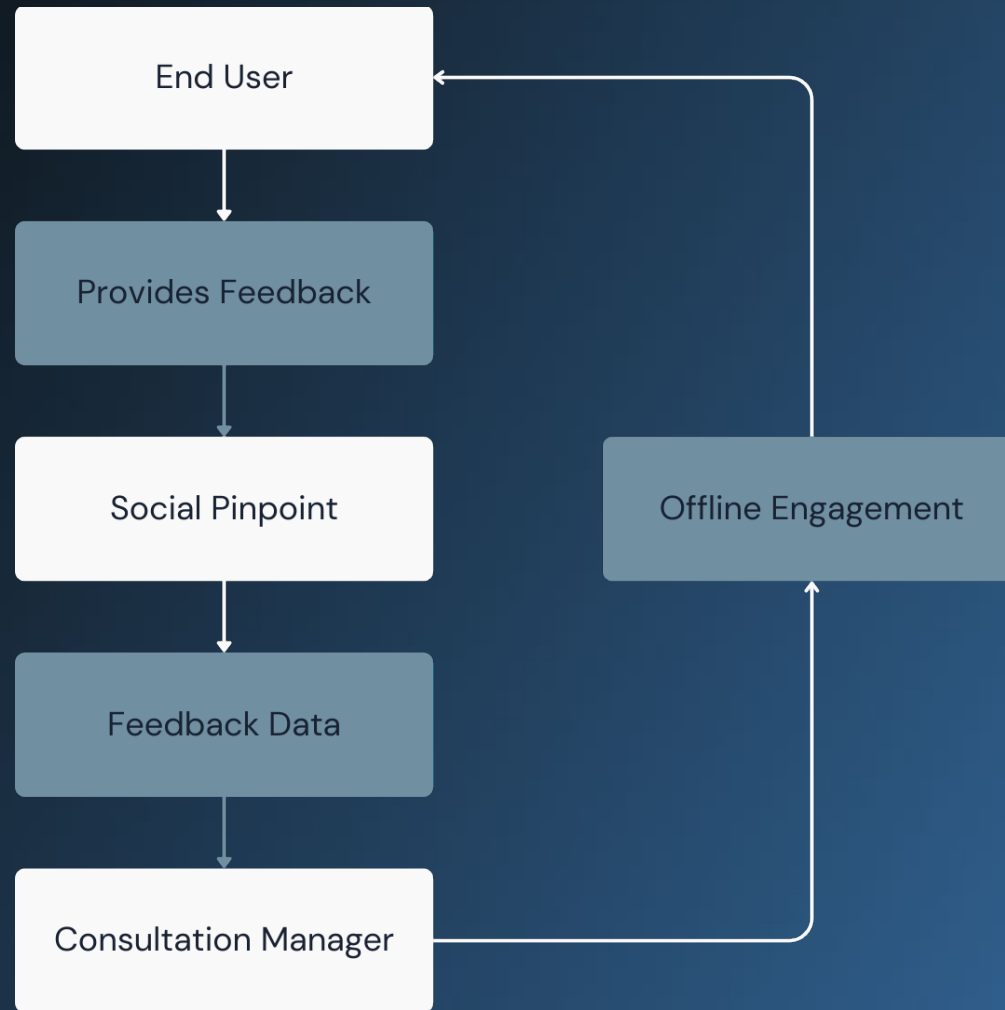 End User
Provides Feedback
Social Pinpoint
Offline Engagement
Feedback Data
Consultation Manager